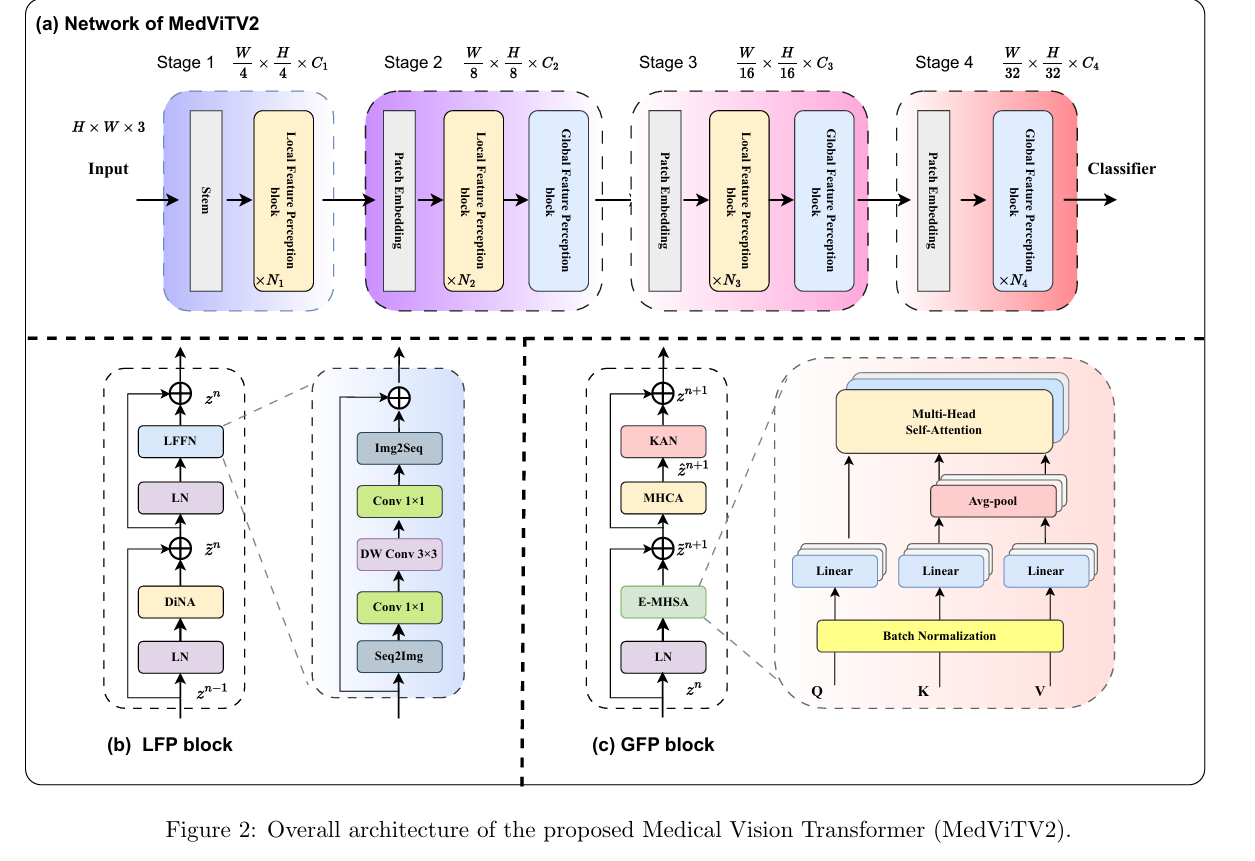 (a) Network of MedViTV2
Stage 1 W/4 × H/4 × C₁
Stage 2 W/8 × H/8 × C₂
Stage 3 W/16 × H/16 × C₃
Stage 4 W/32 × H/32 × C₄
H × W × 3
Input
Stem
Local Feature Perception
block
×N₁
Patch Embedding
Local Feature Perception
block
×N₂
Global Feature Perception
block
Patch Embedding
Local Feature Perception
block
×N₃
Global Feature Perception
block
Patch Embedding
Global Feature Perception
block
×N₄
Classifier
zⁿ
LFFN
LN
z̃ⁿ
DiNA
LN
zⁿ⁻¹
(b) LFP block
Img2Seq
Conv 1×1
DW Conv 3×3
Conv 1×1
Seq2Img
zⁿ⁺¹
KAN
ẑⁿ⁺¹
MHCA
z̃ⁿ⁺¹
E-MHSA
LN
zⁿ
(c) GFP block
Multi-Head
Self-Attention
Avg-pool
Linear
Linear
Linear
Batch Normalization
Q
K
V
Figure 2: Overall architecture of the proposed Medical Vision Transformer (MedViTV2).